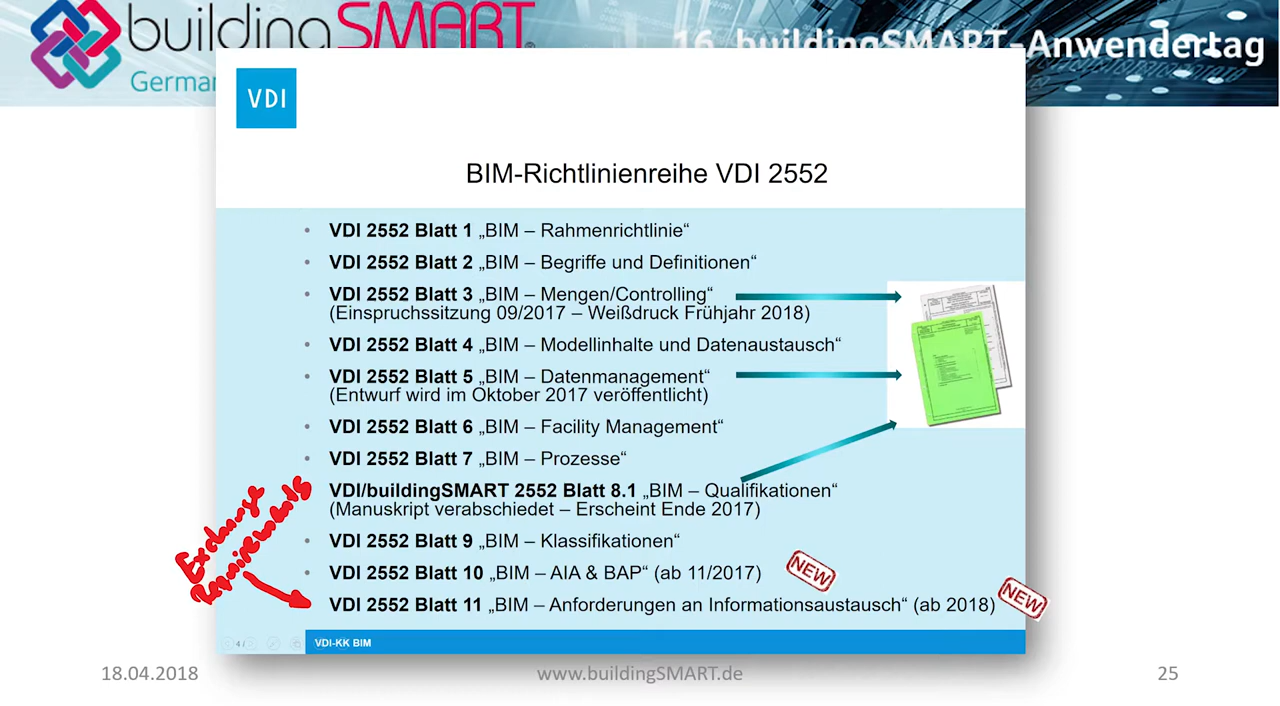 buildingSMART
16. buildingSMART-Anwendertag
German
VDI
BIM-Richtlinienreihe VDI 2552
• VDI 2552 Blatt 1 „BIM – Rahmenrichtlinie“
• VDI 2552 Blatt 2 „BIM – Begriffe und Definitionen“
• VDI 2552 Blatt 3 „BIM – Mengen/Controlling“
(Einspruchssitzung 09/2017 – Weißdruck Frühjahr 2018)
• VDI 2552 Blatt 4 „BIM – Modellinhalte und Datenaustausch“
• VDI 2552 Blatt 5 „BIM – Datenmanagement“
(Entwurf wird im Oktober 2017 veröffentlicht)
• VDI 2552 Blatt 6 „BIM – Facility Management“
• VDI 2552 Blatt 7 „BIM – Prozesse“
• VDI/buildingSMART 2552 Blatt 8.1 „BIM – Qualifikationen“
(Manuskript verabschiedet – Erscheint Ende 2017)
• VDI 2552 Blatt 9 „BIM – Klassifikationen“
• VDI 2552 Blatt 10 „BIM – AIA & BAP“ (ab 11/2017)
NEW
VDI 2552 Blatt 11 „BIM – Anforderungen an Informationsaustausch“ (ab 2018)
NEW
Exchange
Requirements
4 /
VDI-KK BIM
18.04.2018
www.buildingSMART.de
25